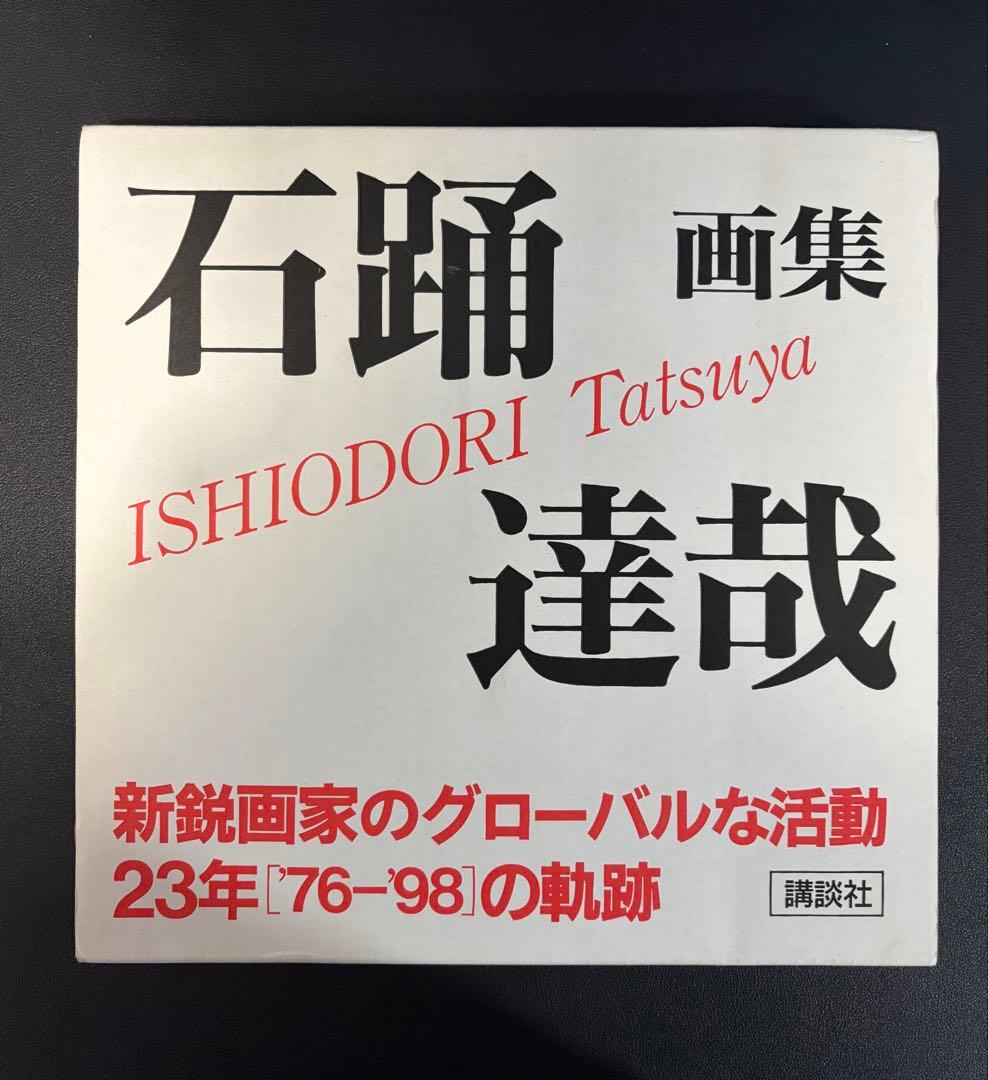 石踊 画集
ISHIODORI Tatsuya
達哉
新鋭画家のグローバルな活動
23年['76–'98]の軌跡
講談社